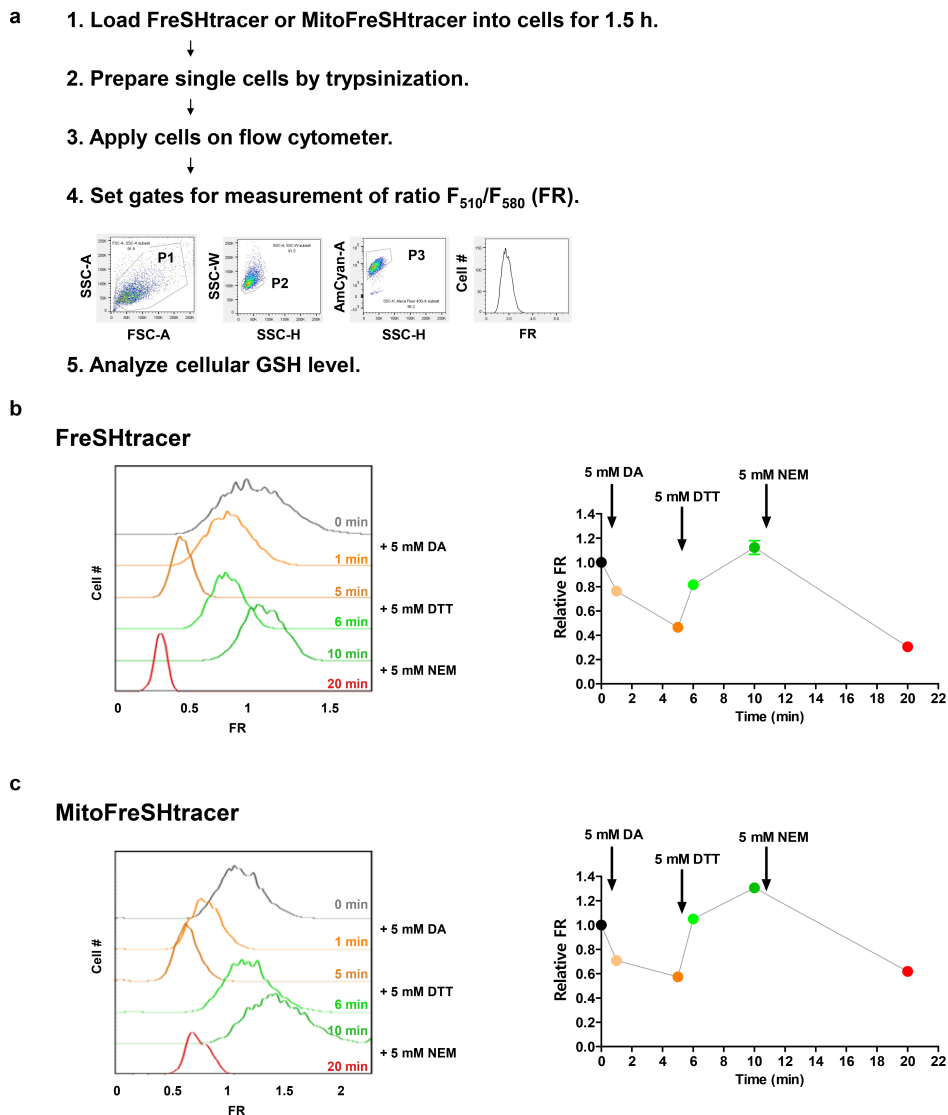 a
1. Load FreSHtracer or MitoFreSHtracer into cells for 1.5 h.
2. Prepare single cells by trypsinization.
3. Apply cells on flow cytometer.
4. Set gates for measurement of ratio F510/F580 (FR).
SSC-A
P1
FSC-A
SSC-W
P2
SSC-H
AmCyan-A
P3
SSC-H
Cell #
FR
5. Analyze cellular GSH level.
b
FreSHtracer
Cell #
0 min
+ 5 mM DA
1 min
5 min
+ 5 mM DTT
6 min
10 min
+ 5 mM NEM
20 min
0 0.5 1 1.5
FR
5 mM DA
5 mM DTT
5 mM NEM
Relative FR
1.4
1.2
1.0
0.8
0.6
0.4
0.2
0.0
0 2 4 6 8 10 12 14 16 18 20 22
Time (min)
c
MitoFreSHtracer
Cell #
0 min
+ 5 mM DA
1 min
5 min
+ 5 mM DTT
6 min
10 min
+ 5 mM NEM
20 min
0 0.5 1 1.5 2
FR
5 mM DA
5 mM DTT
5 mM NEM
Relative FR
1.4
1.2
1.0
0.8
0.6
0.4
0.2
0.0
0 2 4 6 8 10 12 14 16 18 20 22
Time (min)